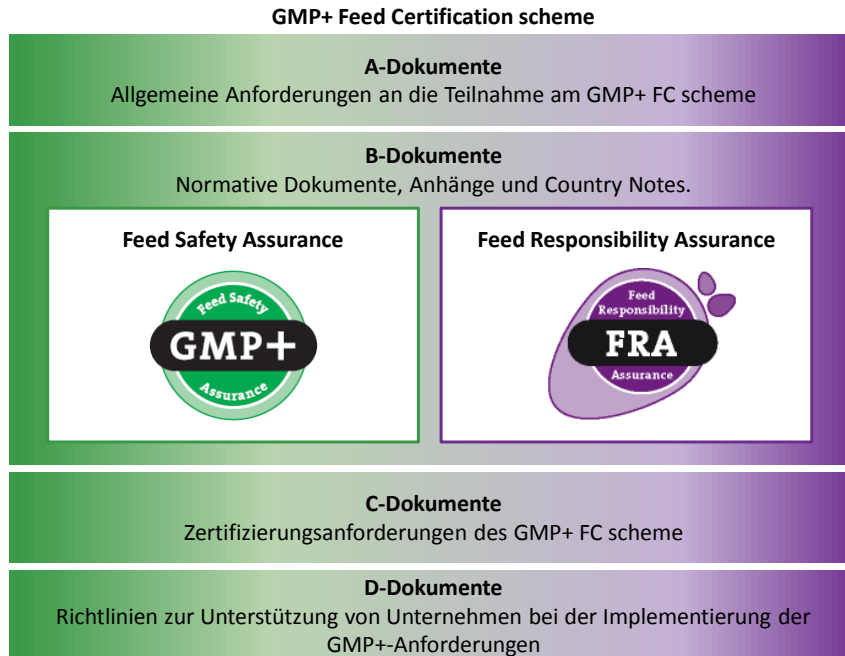 GMP+ Feed Certification scheme
A-Dokumente
Allgemeine Anforderungen an die Teilnahme am GMP+ FC scheme
B-Dokumente
Normative Dokumente, Anhänge und Country Notes.
Feed Safety Assurance
Feed Safety
GMP+
Assurance
Feed Responsibility Assurance
Feed
Responsibility
FRA
Assurance
C-Dokumente
Zertifizierungsanforderungen des GMP+ FC scheme
D-Dokumente
Richtlinien zur Unterstützung von Unternehmen bei der Implementierung der
GMP+-Anforderungen